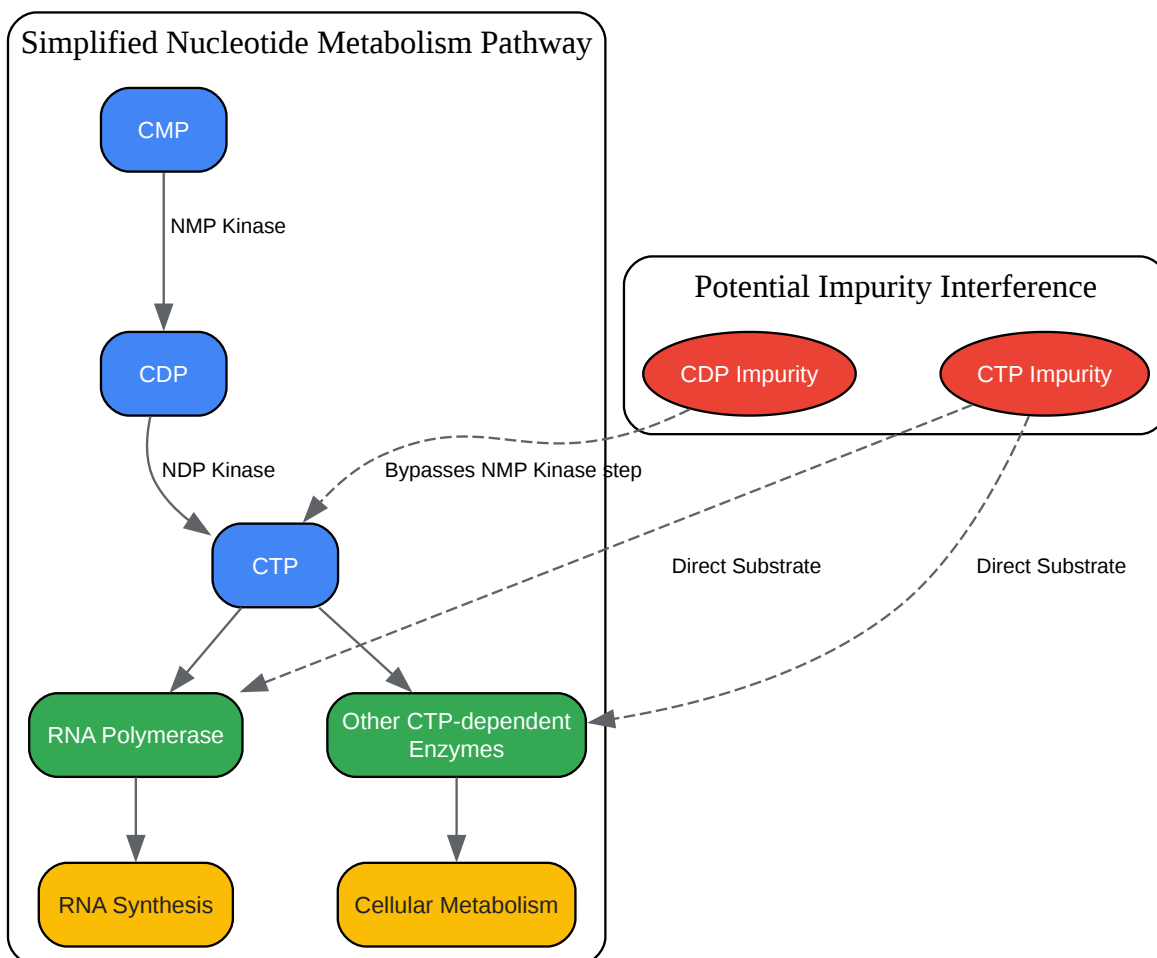 Simplified Nucleotide Metabolism Pathway
CMP
NMP Kinase
Potential Impurity Interference
CDP
CDP Impurity
CTP Impurity
NDP Kinase
Bypasses NMP Kinase step
CTP
Direct Substrate
Direct Substrate
RNA Polymerase
Other CTP-dependent
Enzymes
RNA Synthesis
Cellular Metabolism